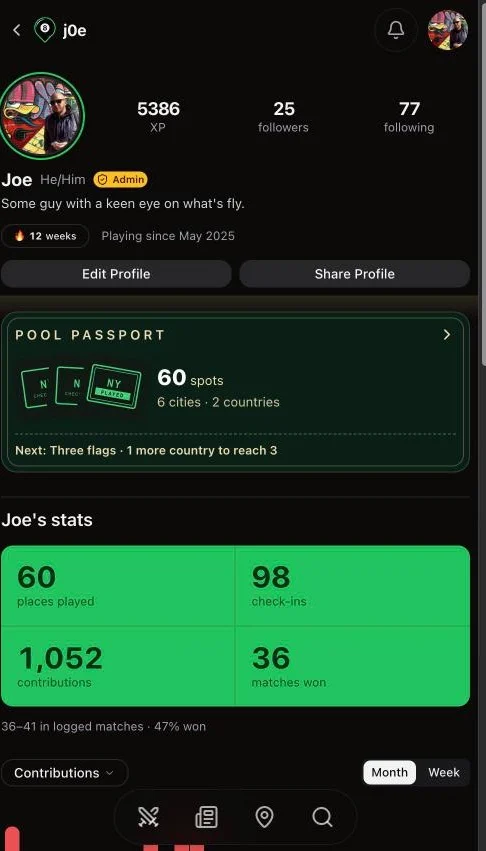 8 j0e
5386 25 77
XP followers following
Joe He/Him Admin
Some guy with a keen eye on what's fly.
🔥 12 weeks Playing since May 2025
Edit Profile Share Profile
POOL PASSPORT
N N NY PLAYED
60 spots
6 cities · 2 countries
Next: Three flags · 1 more country to reach 3
Joe's stats
60 98
places played check-ins
1,052 36
contributions matches won
36–41 in logged matches · 47% won
Contributions Month Week